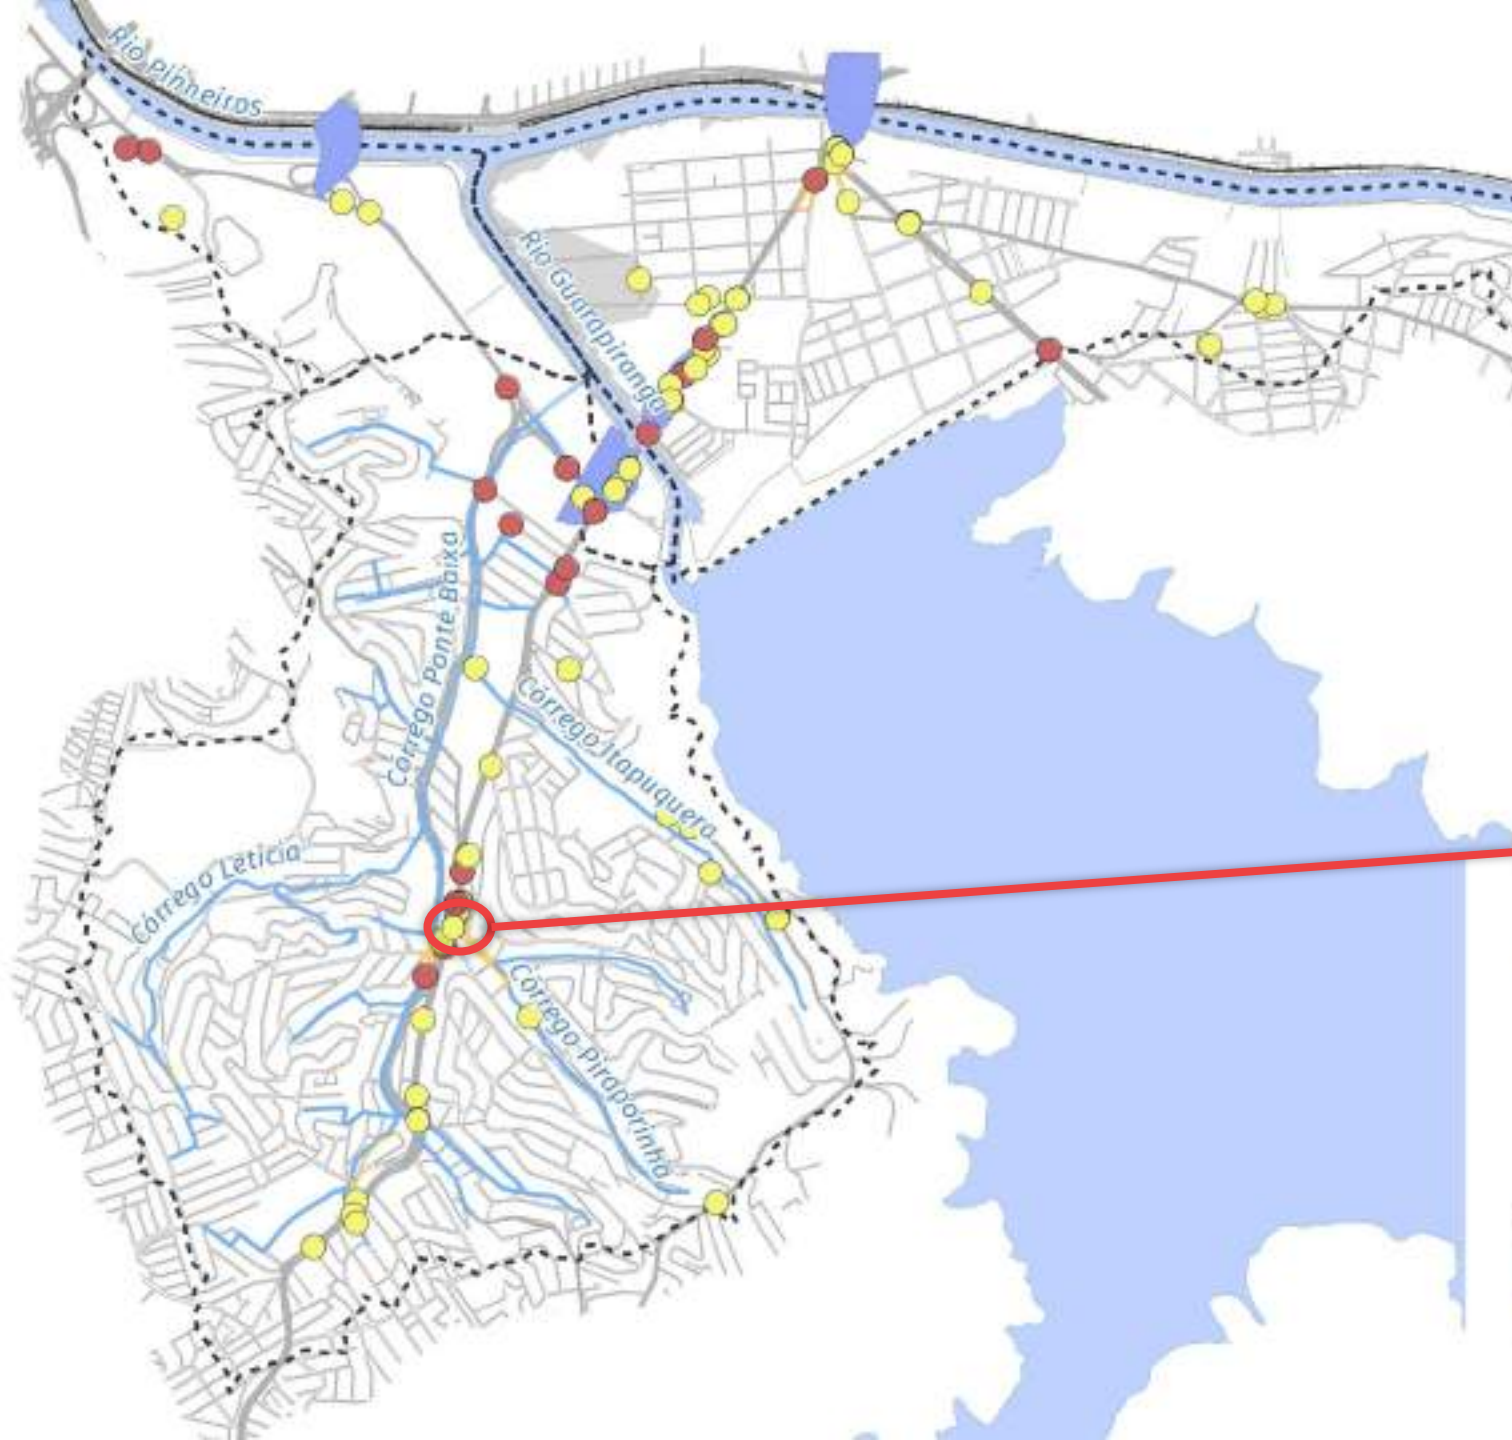 Rio Pinheiros
Rio Guarapiranga
Córrego Ponte Baixa
Córrego Itapuquera
Córrego Letícia
Córrego Piraporinha